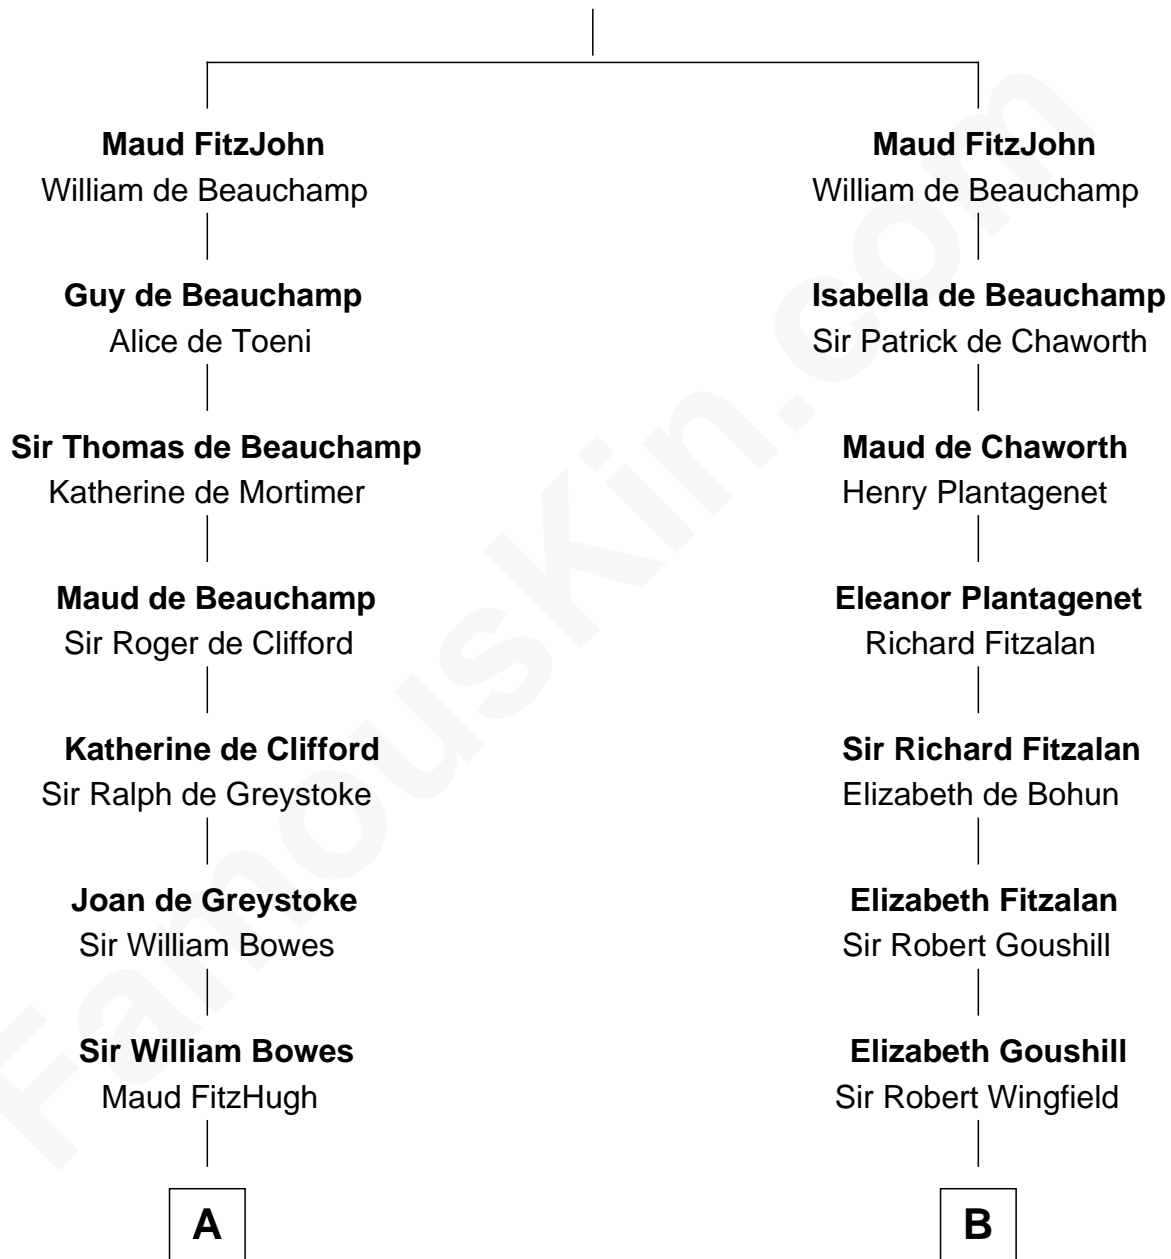 Maud FitzJohn
William de Beauchamp
Guy de Beauchamp
Alice de Toeni
Sir Thomas de Beauchamp
Katherine de Mortimer
Maud de Beauchamp
Sir Roger de Clifford
Katherine de Clifford
Sir Ralph de Greystoke
Joan de Greystoke
Sir William Bowes
Sir William Bowes
Maud FitzHugh
A
Maud FitzJohn
William de Beauchamp
Isabella de Beauchamp
Sir Patrick de Chaworth
Maud de Chaworth
Henry Plantagenet
Eleanor Plantagenet
Richard Fitzalan
Sir Richard Fitzalan
Elizabeth de Bohun
Elizabeth Fitzalan
Sir Robert Goushill
Elizabeth Goushill
Sir Robert Wingfield
B
FamousKin.com